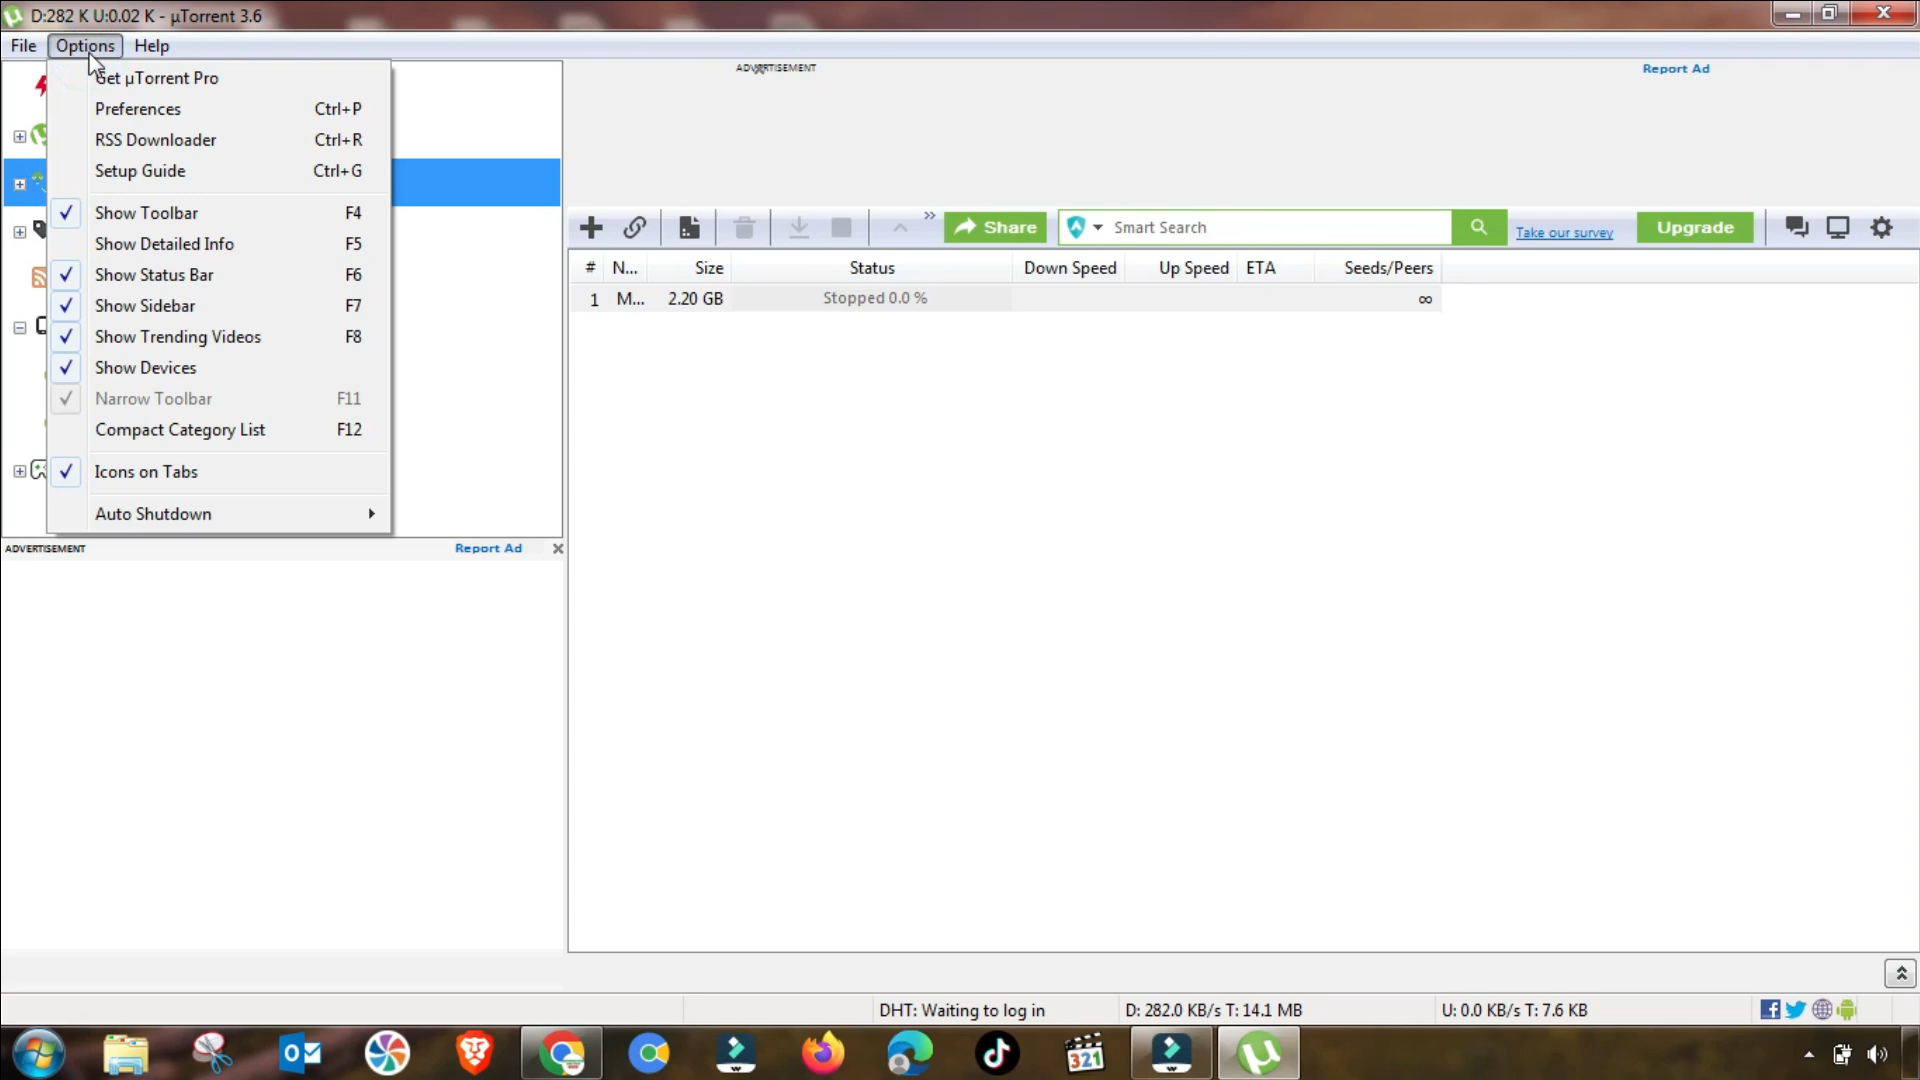 D:282 K U:0.02 K - µTorrent 3.6
File Options Help
Get µTorrent Pro
Preferences Ctrl+P
RSS Downloader Ctrl+R
Setup Guide Ctrl+G
Show Toolbar F4
Show Detailed Info F5
Show Status Bar F6
Show Sidebar F7
Show Trending Videos F8
Show Devices
Narrow Toolbar F11
Compact Category List F12
Icons on Tabs
Auto Shutdown
ADVERTISEMENT Report Ad
ADVERTISEMENT Report Ad
Share Smart Search Take our survey Upgrade
# N... Size Status Down Speed Up Speed ETA Seeds/Peers
1 M... 2.20 GB Stopped 0.0 % ∞
DHT: Waiting to log in D: 282.0 KB/s T: 14.1 MB U: 0.0 KB/s T: 7.6 KB
321